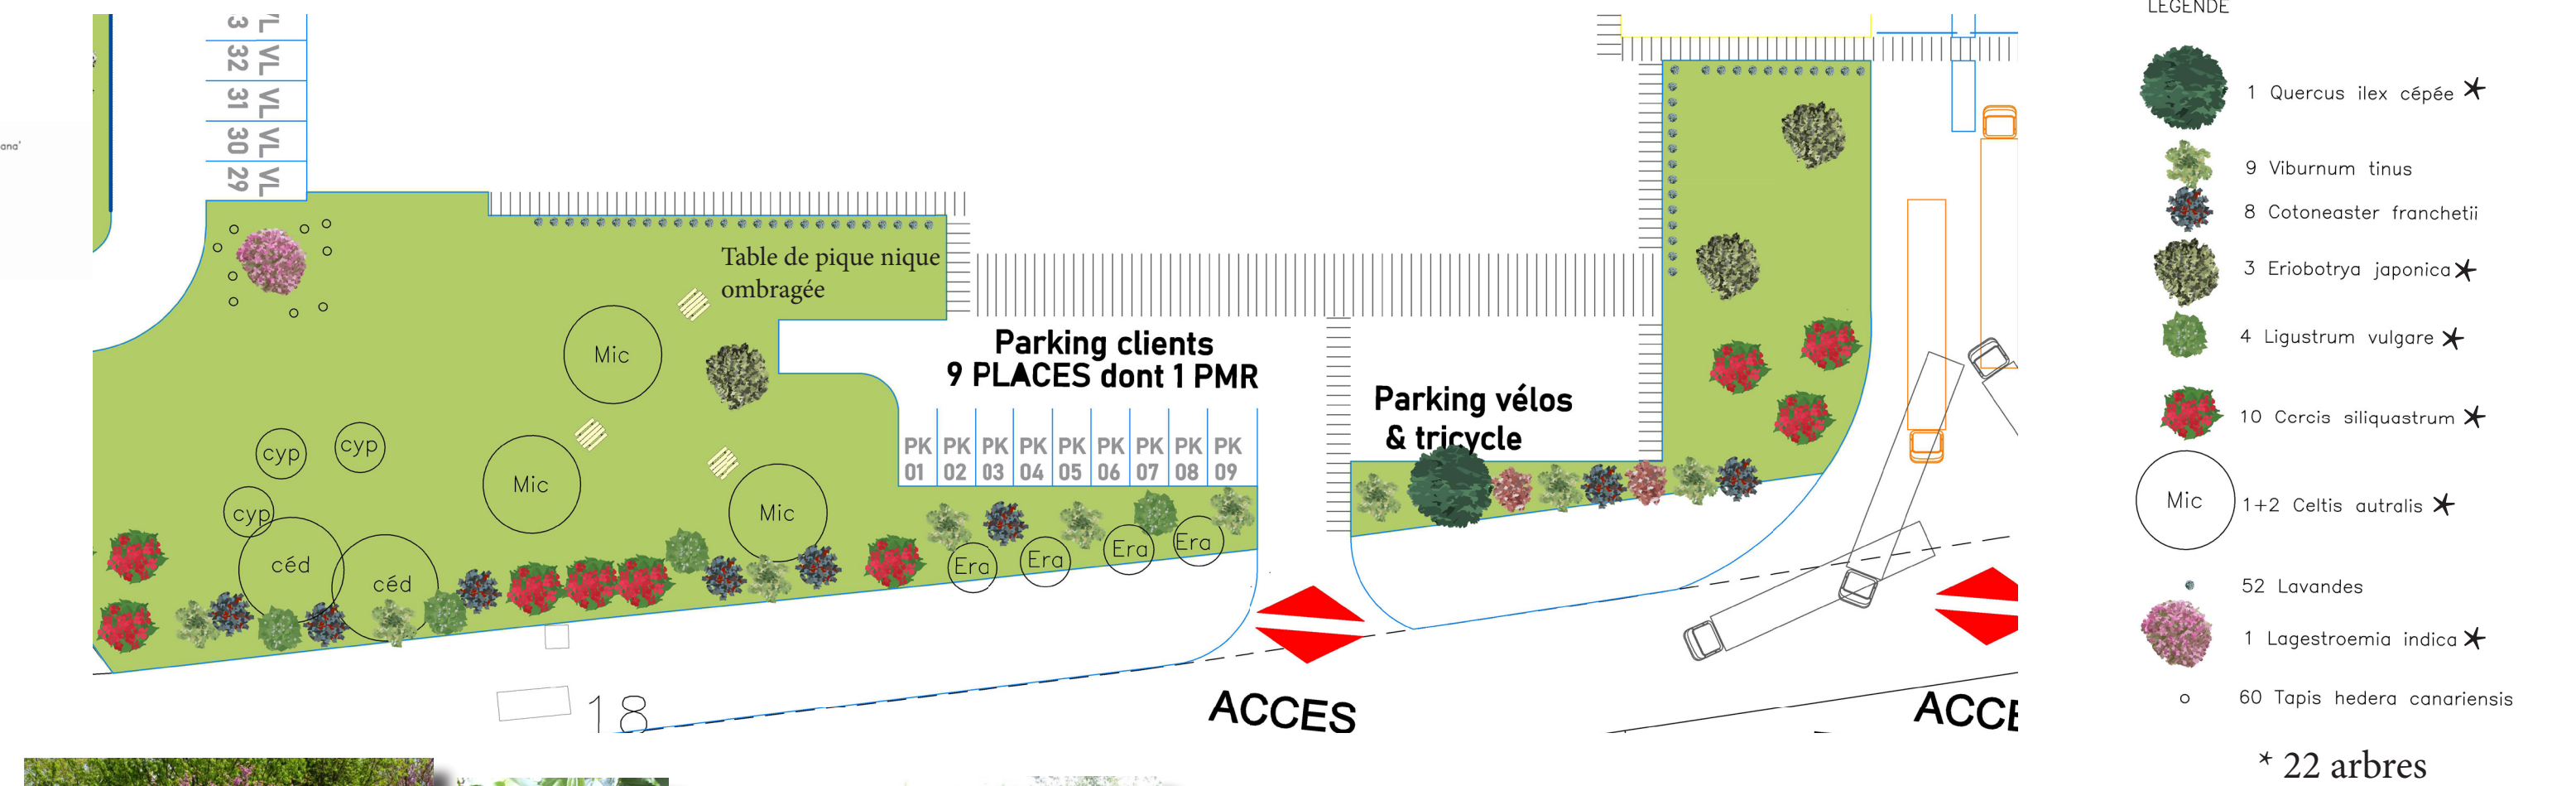 LEGENDE
ana'
3 VL
32 VL
31 VL
30 VL
29 VL
Table de pique nique
ombragée
Mic
Mic
Mic
cyp
cyp
cyp
céd
céd
Parking clients
9 PLACES dont 1 PMR
PK PK PK PK PK PK PK PK PK
01 02 03 04 05 06 07 08 09
Era
Era
Era
Era
Parking vélos
& tricycle
18
ACCES
ACCE
1 Quercus ilex cépée *
9 Viburnum tinus
8 Cotoneaster franchetii
3 Eriobotrya japonica *
4 Ligustrum vulgare *
10 Ccrcis siliquastrum *
Mic 1+2 Celtis autralis *
52 Lavandes
1 Lagestroemia indica *
60 Tapis hedera canariensis
* 22 arbres